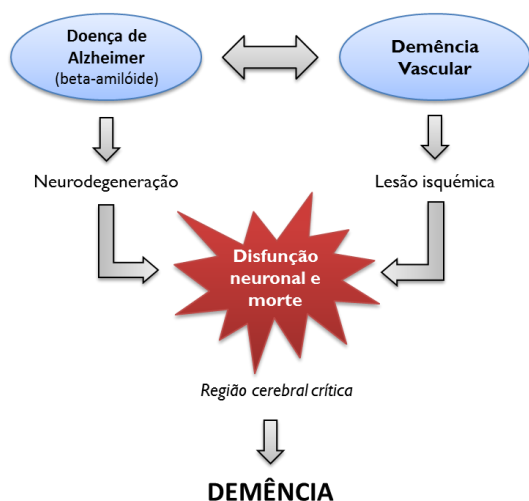 Doença de
Alzheimer
(beta-amilóide)
Demência
Vascular
Neurodegeneração
Lesão isquémica
Disfunção
neuronal e
morte
Região cerebral crítica
DEMÊNCIA